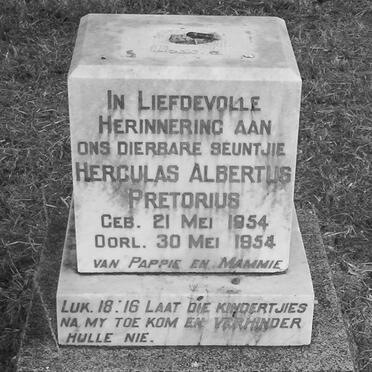 IN LIEFDEVOLLE
HERINNERING AAN
ONS DIERBARE SEUNTJIE
HERCULAS ALBERTUS
PRETORIUS
GEB. 21 MEI 1954
OORL. 30 MEI 1954
VAN PAPPIE EN MAMMIE
LUK. 18:16 LAAT DIE KINDERTJIES
NA MY TOE KOM EN VERHINDER
HULLE NIE.